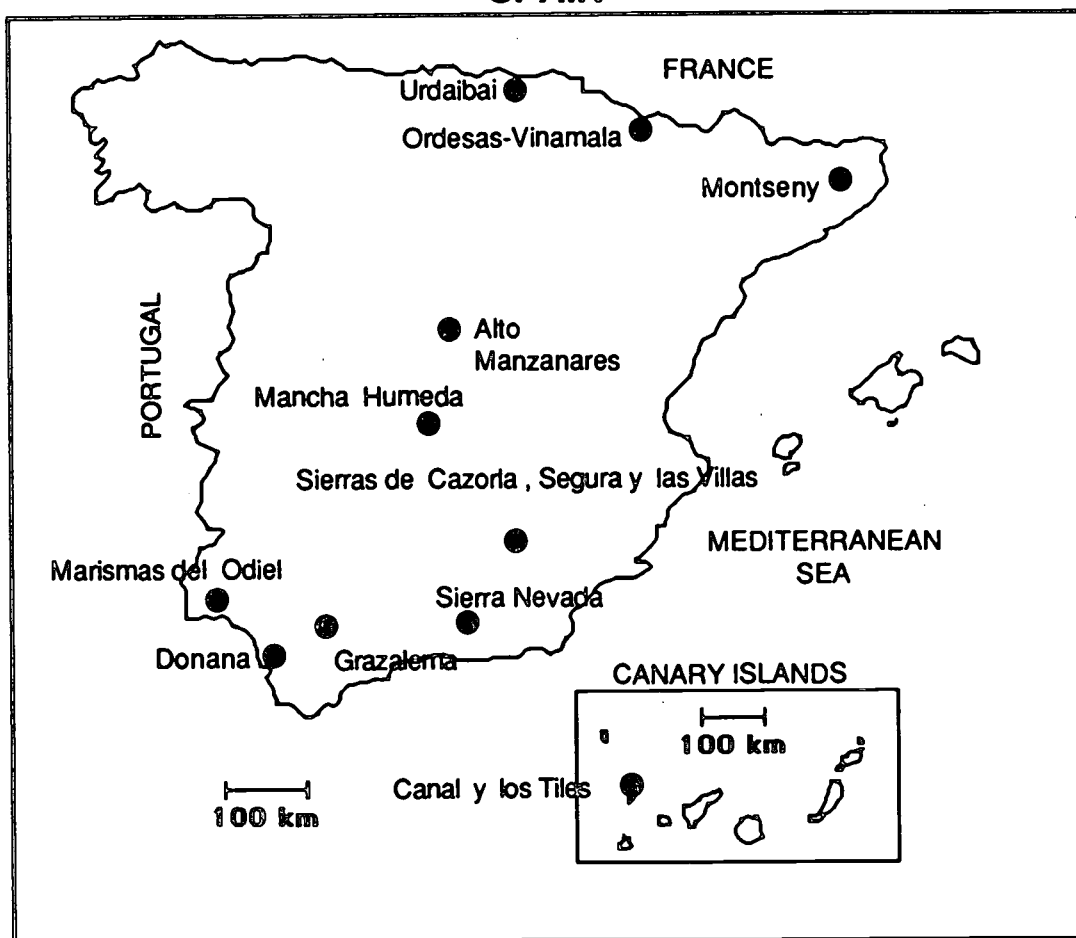 FRANCE
Urdaibai
Ordesas-Vinamala
Montseny
PORTUGAL
Alto
Manzanares
Mancha Humeda
Sierras de Cazorla , Segura y las Villas
MEDITERRANEAN
SEA
Marismas del Odiel
Sierra Nevada
Donana
Grazalema
CANARY ISLANDS
100 km
Canal y los Tiles
100 km